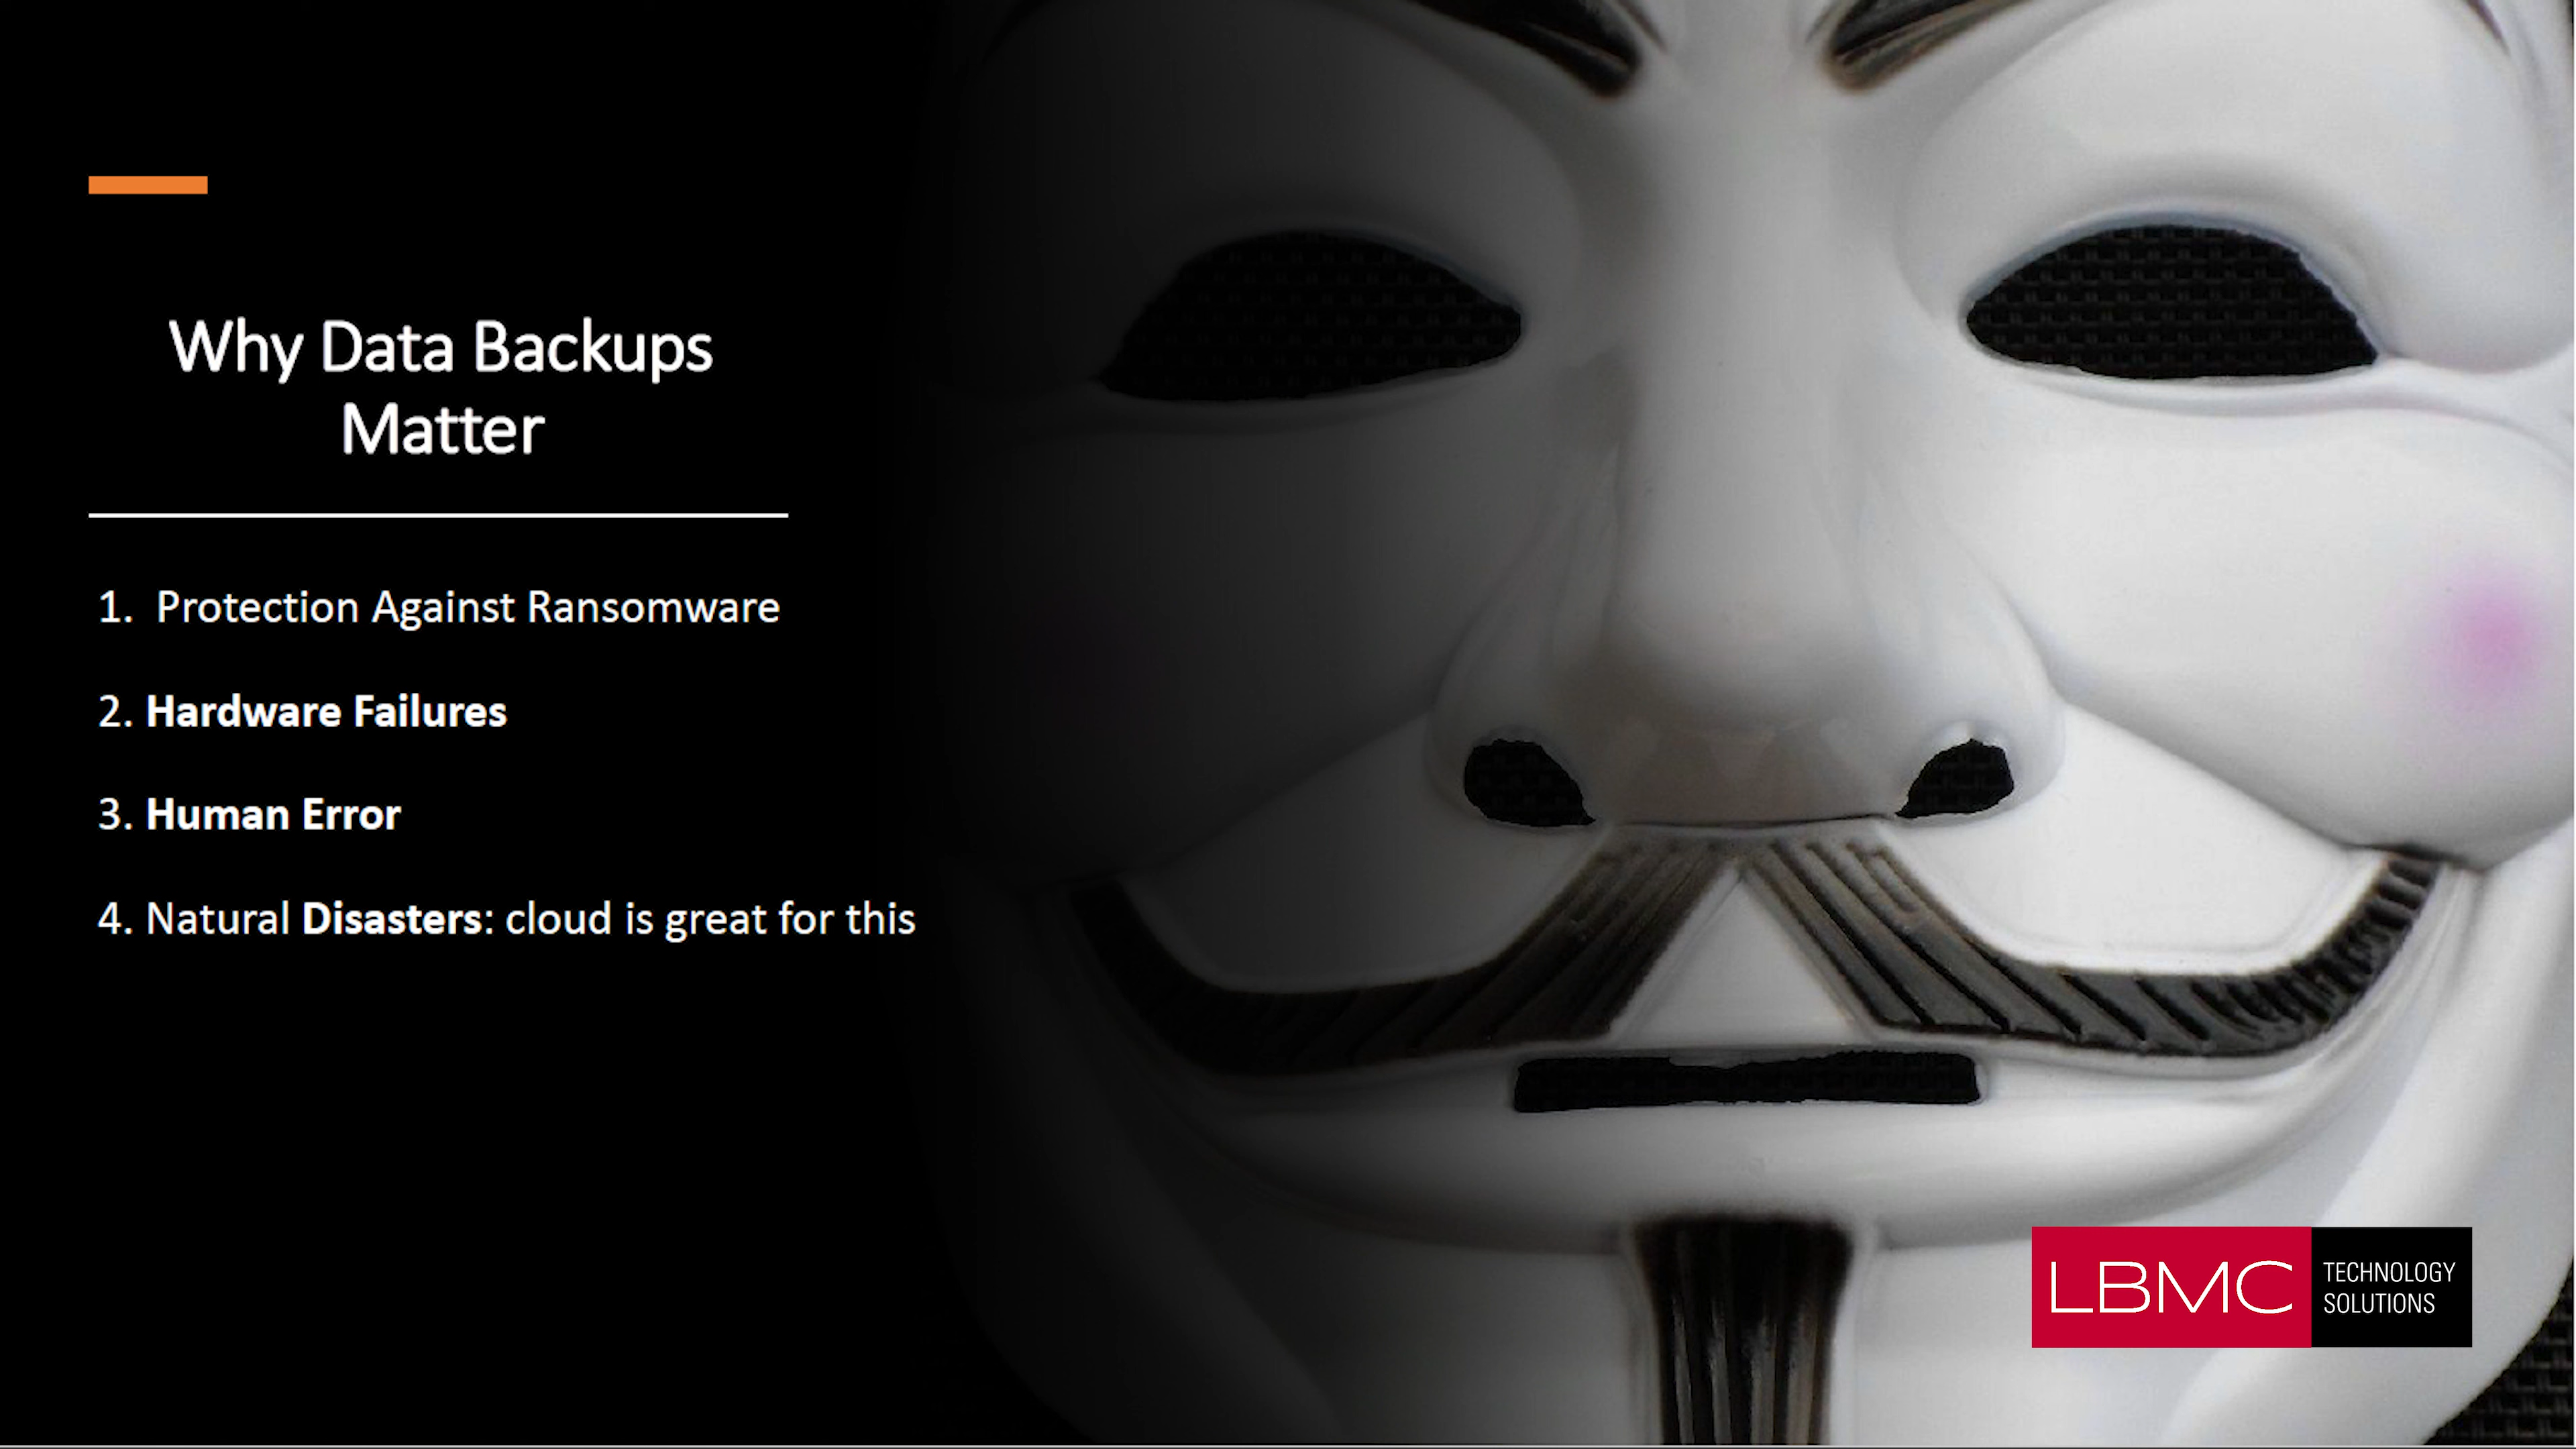 Why Data Backups
Matter
1. Protection Against Ransomware
2. Hardware Failures
3. Human Error
4. Natural Disasters: cloud is great for this
LBMC
TECHNOLOGY
SOLUTIONS